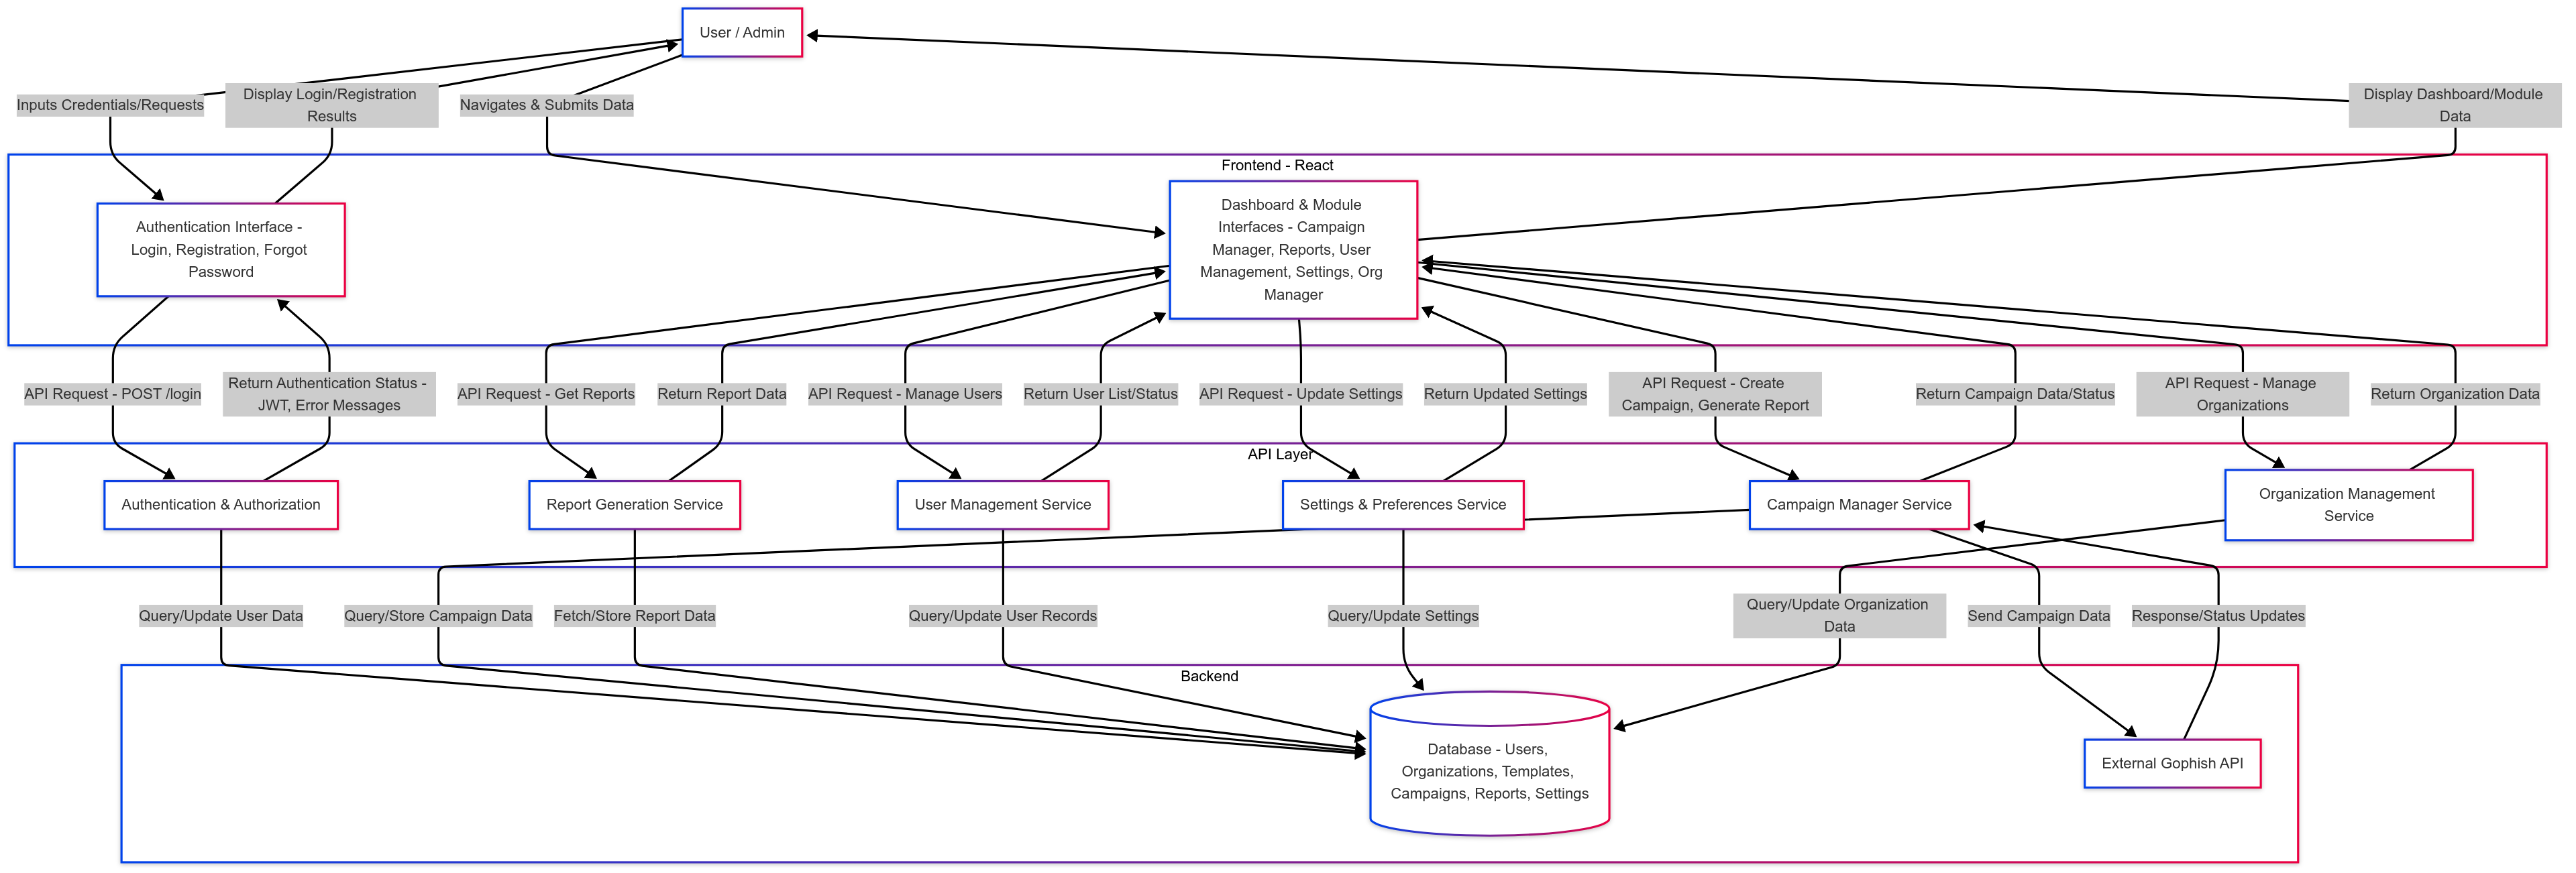 User / Admin
Inputs Credentials/Requests
Display Login/Registration
Results
Navigates & Submits Data
Display Dashboard/Module
Data
Frontend - React
Authentication Interface -
Login, Registration, Forgot
Password
Dashboard & Module
Interfaces - Campaign
Manager, Reports, User
Management, Settings, Org
Manager
API Request - POST /login
Return Authentication Status -
JWT, Error Messages
API Request - Get Reports
Return Report Data
API Request - Manage Users
Return User List/Status
API Request - Update Settings
Return Updated Settings
API Request - Create
Campaign, Generate Report
Return Campaign Data/Status
API Request - Manage
Organizations
Return Organization Data
API Layer
Authentication & Authorization
Report Generation Service
User Management Service
Settings & Preferences Service
Campaign Manager Service
Organization Management
Service
Query/Update User Data
Query/Store Campaign Data
Fetch/Store Report Data
Query/Update User Records
Query/Update Settings
Query/Update Organization
Data
Send Campaign Data
Response/Status Updates
Backend
Database - Users,
Organizations, Templates,
Campaigns, Reports, Settings
External Gophish API